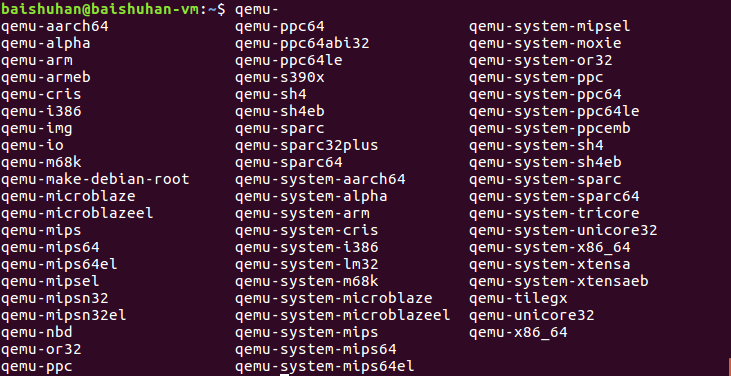 baishuhan@baishuhan-vm:~$ qemu-
qemu-aarch64 qemu-ppc64 qemu-system-mipsel
qemu-alpha qemu-ppc64abi32 qemu-system-moxie
qemu-arm qemu-ppc64le qemu-system-or32
qemu-armeb qemu-s390x qemu-system-ppc
qemu-cris qemu-sh4 qemu-system-ppc64
qemu-i386 qemu-sh4eb qemu-system-ppc64le
qemu-img qemu-sparc qemu-system-ppcemb
qemu-io qemu-sparc32plus qemu-system-sh4
qemu-m68k qemu-sparc64 qemu-system-sh4eb
qemu-make-debian-root qemu-system-aarch64 qemu-system-sparc
qemu-microblaze qemu-system-alpha qemu-system-sparc64
qemu-microblazeel qemu-system-arm qemu-system-tricore
qemu-mips qemu-system-cris qemu-system-unicore32
qemu-mips64 qemu-system-i386 qemu-system-x86_64
qemu-mips64el qemu-system-lm32 qemu-system-xtensa
qemu-mipsel qemu-system-m68k qemu-system-xtensaeb
qemu-mipsn32 qemu-system-microblaze qemu-tilegx
qemu-mipsn32el qemu-system-microblazeel qemu-unicore32
qemu-nbd qemu-system-mips qemu-x86_64
qemu-or32 qemu-system-mips64
qemu-ppc qemu-system-mips64el